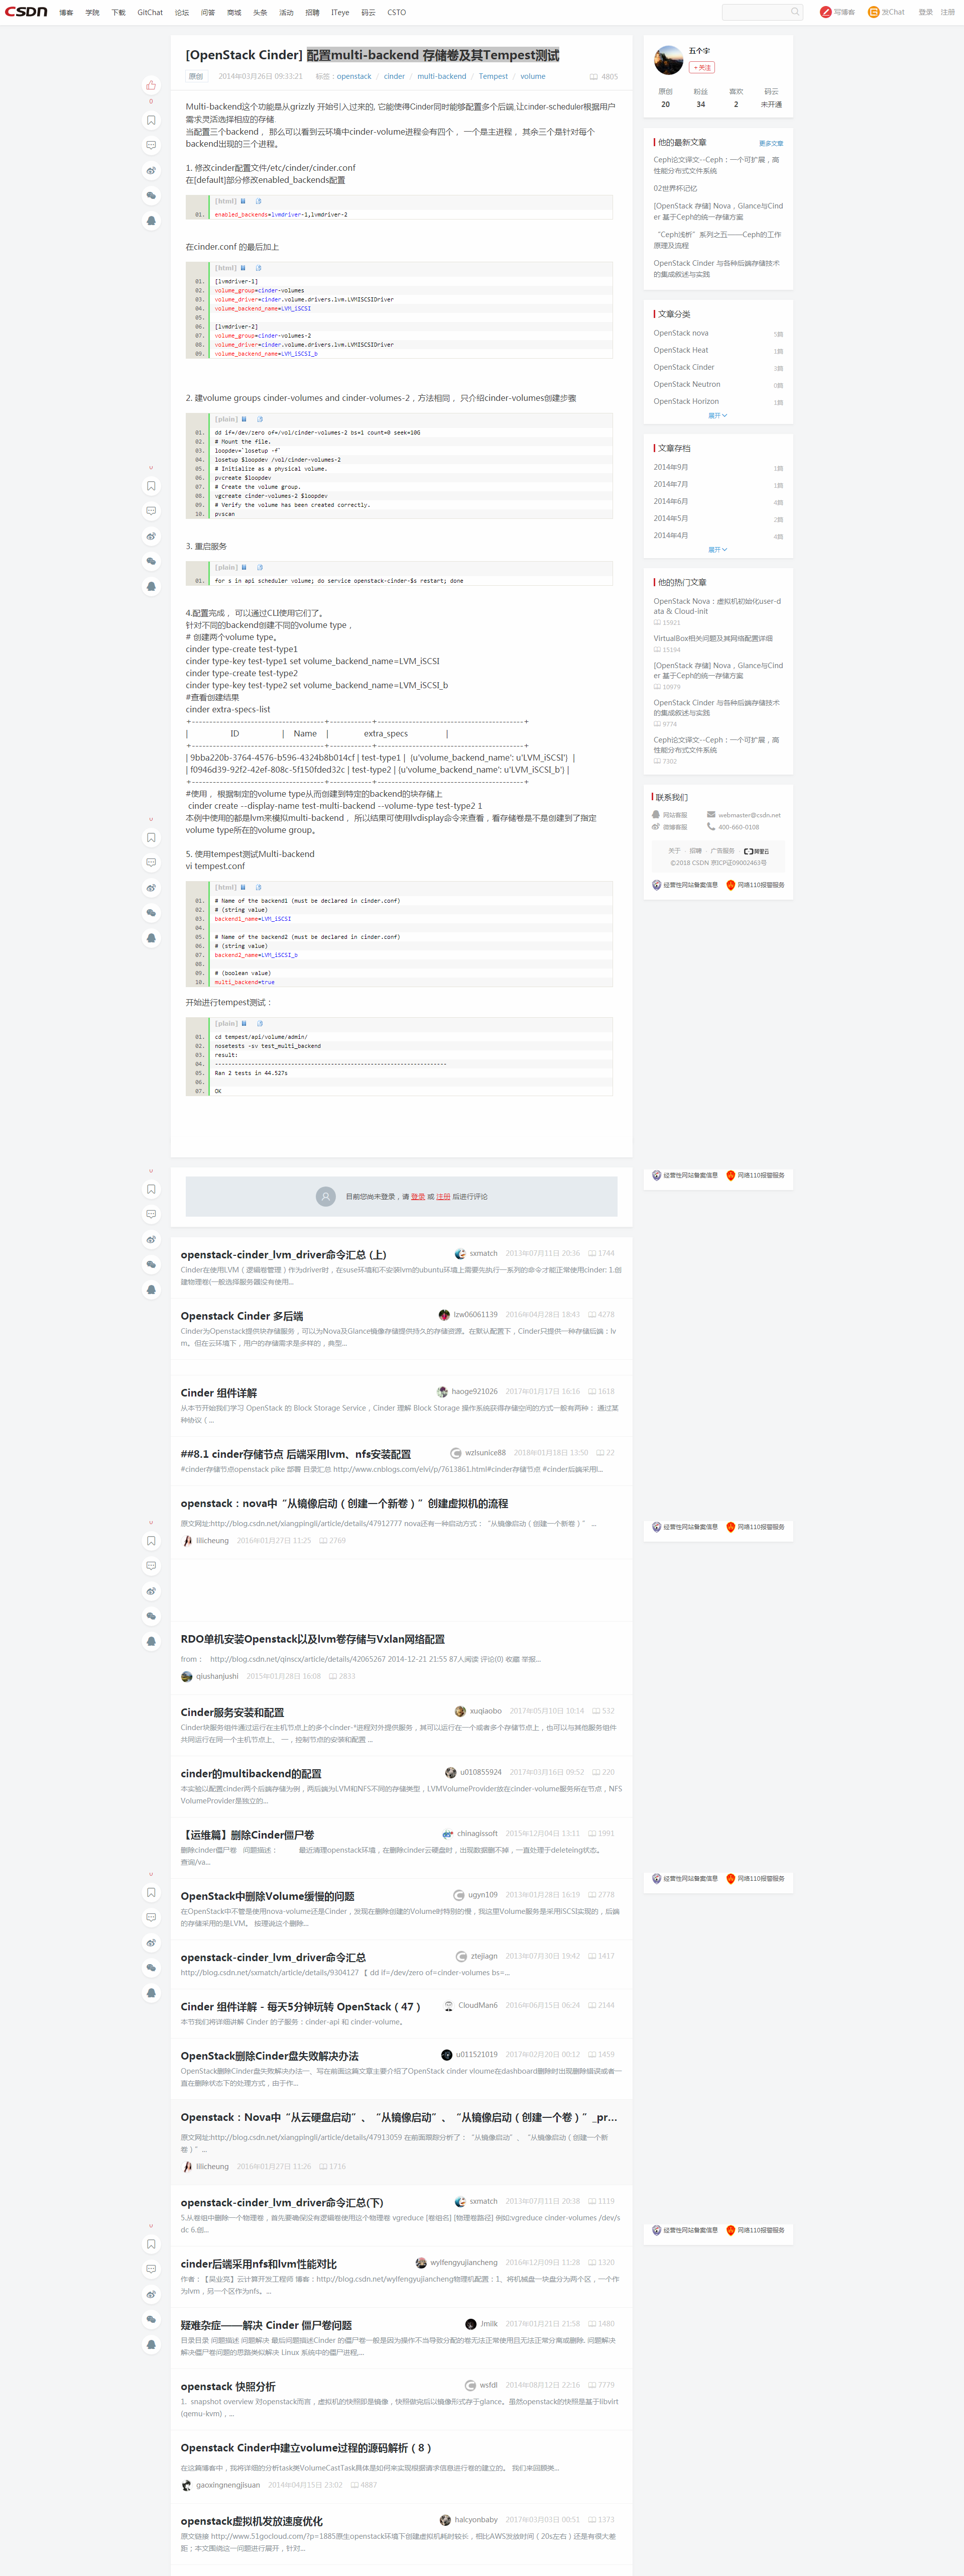 CSDN 博客 学院 下载 GitChat 论坛 问答 商城 头条 活动 招聘 ITeye 码云 CSTO 写博客 发Chat 登录 注册
[OpenStack Cinder] 配置multi-backend 存储卷及其Tempest测试
原创 2014年03月26日 09:33:21 标签：openstack / cinder / multi-backend / Tempest / volume 4805
Multi-backend这个功能是从grizzly 开始引入过来的, 它能使得Cinder同时能够配置多个后端,让cinder-scheduler根据用户
需求灵活选择相应的存储.
当配置三个backend， 那么可以看到云环境中cinder-volume进程会有四个， 一个是主进程， 其余三个是针对每个
backend出现的三个进程。
1. 修改cinder配置文件/etc/cinder/cinder.conf
在[default]部分修改enabled_backends配置
[html]
01. enabled_backends=lvmdriver-1,lvmdriver-2
在cinder.conf 的最后加上
[html]
01. [lvmdriver-1]
02. volume_group=cinder-volumes
03. volume_driver=cinder.volume.drivers.lvm.LVMISCSIDriver
04. volume_backend_name=LVM_iSCSI
05.
06. [lvmdriver-2]
07. volume_group=cinder-volumes-2
08. volume_driver=cinder.volume.drivers.lvm.LVMISCSIDriver
09. volume_backend_name=LVM_iSCSI_b
2. 建volume groups cinder-volumes and cinder-volumes-2，方法相同， 只介绍cinder-volumes创建步骤
[plain]
01. dd if=/dev/zero of=/vol/cinder-volumes-2 bs=1 count=0 seek=10G
02. # Mount the file.
03. loopdev=`losetup -f`
04. losetup $loopdev /vol/cinder-volumes-2
05. # Initialize as a physical volume.
06. pvcreate $loopdev
07. # Create the volume group.
08. vgcreate cinder-volumes-2 $loopdev
09. # Verify the volume has been created correctly.
10. pvscan
3. 重启服务
[plain]
01. for s in api scheduler volume; do service openstack-cinder-$s restart; done
4.配置完成， 可以通过CLI使用它们了。
针对不同的backend创建不同的volume type，
# 创建两个volume type。
cinder type-create test-type1
cinder type-key test-type1 set volume_backend_name=LVM_iSCSI
cinder type-create test-type2
cinder type-key test-type2 set volume_backend_name=LVM_iSCSI_b
#查看创建结果
cinder extra-specs-list
+--------------------------------------+------------+-----------------------------------------+
| ID | Name | extra_specs |
+--------------------------------------+------------+-----------------------------------------+
| 9bba220b-3764-4576-b596-4324b8b014cf | test-type1 | {u'volume_backend_name': u'LVM_iSCSI'} |
| f0946d39-92f2-42ef-808c-5f150fded32c | test-type2 | {u'volume_backend_name': u'LVM_iSCSI_b'} |
+--------------------------------------+------------+-----------------------------------------+
#使用， 根据制定的volume type从而创建到特定的backend的块存储上
cinder create --display-name test-multi-backend --volume-type test-type2 1
本例中使用的都是lvm来模拟multi-backend， 所以结果可使用lvdisplay命令来查看，看存储卷是不是创建到了指定
volume type所在的volume group。
5. 使用tempest测试Multi-backend
vi tempest.conf
[html]
01. # Name of the backend1 (must be declared in cinder.conf)
02. # (string value)
03. backend1_name=LVM_iSCSI
04.
05. # Name of the backend2 (must be declared in cinder.conf)
06. # (string value)
07. backend2_name=LVM_iSCSI_b
08.
09. # (boolean value)
10. multi_backend=true
开始进行tempest测试：
[plain]
01. cd tempest/api/volume/admin/
02. nosetests -sv test_multi_backend
03. result:
04. ----------------------------------------------------------------------
05. Ran 2 tests in 44.527s
06.
07. OK
目前您尚未登录，请 登录 或 注册 后进行评论
openstack-cinder_lvm_driver命令汇总 (上) sxmatch 2013年07月11日 20:36 1744
Cinder在使用LVM（逻辑卷管理）作为driver时，在suse环境和不安装lvm的ubuntu环境上需要先执行一系列的命令才能正常使用cinder: 1.创
建物理卷(一般选择服务器没有使用...
Openstack Cinder 多后端 lzw06061139 2016年04月28日 18:43 4278
Cinder为Openstack提供块存储服务，可以为Nova及Glance镜像存储提供持久的存储资源。在默认配置下，Cinder只提供一种存储后端：lv
m。但在云环境下，用户的存储需求是多样的，典型...
Cinder 组件详解 haoge921026 2017年01月17日 16:16 1618
从本节开始我们学习 OpenStack 的 Block Storage Service，Cinder 理解 Block Storage 操作系统获得存储空间的方式一般有两种： 通过某
种协议（...
##8.1 cinder存储节点 后端采用lvm、nfs安装配置 wzlsunice88 2018年01月18日 13:50 22
#cinder存储节点openstack pike 部署 目录汇总 http://www.cnblogs.com/elvi/p/7613861.html#cinder存储节点 #cinder后端采用l...
openstack：nova中“从镜像启动（创建一个新卷）”创建虚拟机的流程
原文网址:http://blog.csdn.net/xiangpingli/article/details/47912777 nova还有一种启动方式：“从镜像启动（创建一个新卷）” ...
lilicheung 2016年01月27日 11:25 2769
RDO单机安装Openstack以及lvm卷存储与Vxlan网络配置
from： http://blog.csdn.net/qinscx/article/details/42065267 2014-12-21 21:55 87人阅读 评论(0) 收藏 举报...
qiushanjushi 2015年01月28日 16:08 2833
Cinder服务安装和配置 xuqiaobo 2017年05月10日 10:14 532
Cinder块服务组件通过运行在主机节点上的多个cinder-*进程对外提供服务，其可以运行在一个或者多个存储节点上，也可以与其他服务组件
共同运行在同一个主机节点上。 一，控制节点的安装和配置 ...
cinder的multibackend的配置 u010855924 2017年03月16日 09:52 220
本实验以配置cinder两个后端存储为例，两后端为LVM和NFS不同的存储类型，LVMVolumeProvider放在cinder-volume服务所在节点，NFS
VolumeProvider是独立的...
【运维篇】删除Cinder僵尸卷 chinagissoft 2015年12月04日 13:11 1991
删除cinder僵尸卷 问题描述： 最近清理openstack环境，在删除cinder云硬盘时，出现数据删不掉，一直处理于deleteing状态。
查询/va...
OpenStack中删除Volume缓慢的问题 ugyn109 2013年01月28日 16:19 2778
在OpenStack中不管是使用nova-volume还是Cinder，发现在删除创建的Volume时特别的慢，我这里Volume服务是采用iSCSI实现的，后端
的存储采用的是LVM。 按理说这个删除...
openstack-cinder_lvm_driver命令汇总 ztejiagn 2013年07月30日 19:42 1417
http://blog.csdn.net/sxmatch/article/details/9304127 【 dd if=/dev/zero of=cinder-volumes bs=...
Cinder 组件详解 - 每天5分钟玩转 OpenStack（47） CloudMan6 2016年06月15日 06:24 2144
本节我们将详细讲解 Cinder 的子服务：cinder-api 和 cinder-volume。
OpenStack删除Cinder盘失败解决办法 u011521019 2017年02月20日 00:12 1459
OpenStack删除Cinder盘失败解决办法一、写在前面这篇文章主要介绍了OpenStack cinder vloume在dashboard删除时出现删除错误或者一
直在删除状态下的处理方式，由于作...
Openstack：Nova中“从云硬盘启动”、“从镜像启动”、“从镜像启动（创建一个卷）”_pr...
原文网址:http://blog.csdn.net/xiangpingli/article/details/47913059 在前面跟踪分析了：“从镜像启动”、“从镜像启动（创建一个新
卷）”...
lilicheung 2016年01月27日 11:26 1716
openstack-cinder_lvm_driver命令汇总(下) sxmatch 2013年07月11日 20:38 1119
5.从卷组中删除一个物理卷，首先要确保没有逻辑卷使用这个物理卷 vgreduce [卷组名] [物理卷路径] 例如:vgreduce cinder-volumes /dev/s
dc 6.创...
cinder后端采用nfs和lvm性能对比 wylfengyujiancheng 2016年12月09日 11:28 1320
作者：【吴业亮】云计算开发工程师 博客：http://blog.csdn.net/wylfengyujiancheng物理机配置：1、将机械盘一块盘分为两个区，一个作
为lvm，另一个区作为nfs。...
疑难杂症——解决 Cinder 僵尸卷问题 Jmilk 2017年01月21日 21:58 1480
目录目录 问题描述 问题解决 最后问题描述Cinder 的僵尸卷一般是因为操作不当导致分配的卷无法正常使用且无法正常分离或删除. 问题解决
解决僵尸卷问题的思路类似解决 Linux 系统中的僵尸进程,...
openstack 快照分析 wsfdl 2014年08月12日 22:16 7779
1. snapshot overview 对openstack而言，虚拟机的快照即是镜像，快照做完后以镜像形式存于glance。虽然openstack的快照是基于libvirt
(qemu-kvm)，...
Openstack Cinder中建立volume过程的源码解析（8）
在这篇博客中，我将详细的分析task类VolumeCastTask具体是如何来实现根据请求信息进行卷的建立的。 我们来回顾类...
gaoxingnengjisuan 2014年04月15日 23:02 4887
openstack虚拟机发放速度优化 halcyonbaby 2017年03月03日 00:51 1373
原文链接 http://www.51gocloud.com/?p=1885原生openstack环境下创建虚拟机耗时较长，相比AWS发放时间（20s左右）还是有很大差
距；本文围绕这一问题进行展开，针对...
五个宇
+关注
原创 粉丝 喜欢 码云
20 34 2 未开通
他的最新文章 更多文章
Ceph论文译文--Ceph：一个可扩展，高
性能分布式文件系统
02世界杯记忆
[OpenStack 存储] Nova，Glance与Cind
er 基于Ceph的统一存储方案
“Ceph浅析”系列之五——Ceph的工作
原理及流程
OpenStack Cinder 与各种后端存储技术
的集成叙述与实践
文章分类
OpenStack nova 5篇
OpenStack Heat 1篇
OpenStack Cinder 3篇
OpenStack Neutron 0篇
OpenStack Horizon 1篇
展开
文章存档
2014年9月 1篇
2014年7月 1篇
2014年6月 4篇
2014年5月 2篇
2014年4月 4篇
展开
他的热门文章
OpenStack Nova：虚拟机初始化user-d
ata & Cloud-init
15921
VirtualBox相关问题及其网络配置详细
15194
[OpenStack 存储] Nova，Glance与Cind
er 基于Ceph的统一存储方案
10979
OpenStack Cinder 与各种后端存储技术
的集成叙述与实践
9774
Ceph论文译文--Ceph：一个可扩展，高
性能分布式文件系统
7302
联系我们
网站客服 webmaster@csdn.net
微博客服 400-660-0108
关于 · 招聘 · 广告服务 · 阿里云
©2018 CSDN 京ICP证09002463号
经营性网站备案信息 网络110报警服务
经营性网站备案信息 网络110报警服务
经营性网站备案信息 网络110报警服务
经营性网站备案信息 网络110报警服务
经营性网站备案信息 网络110报警服务